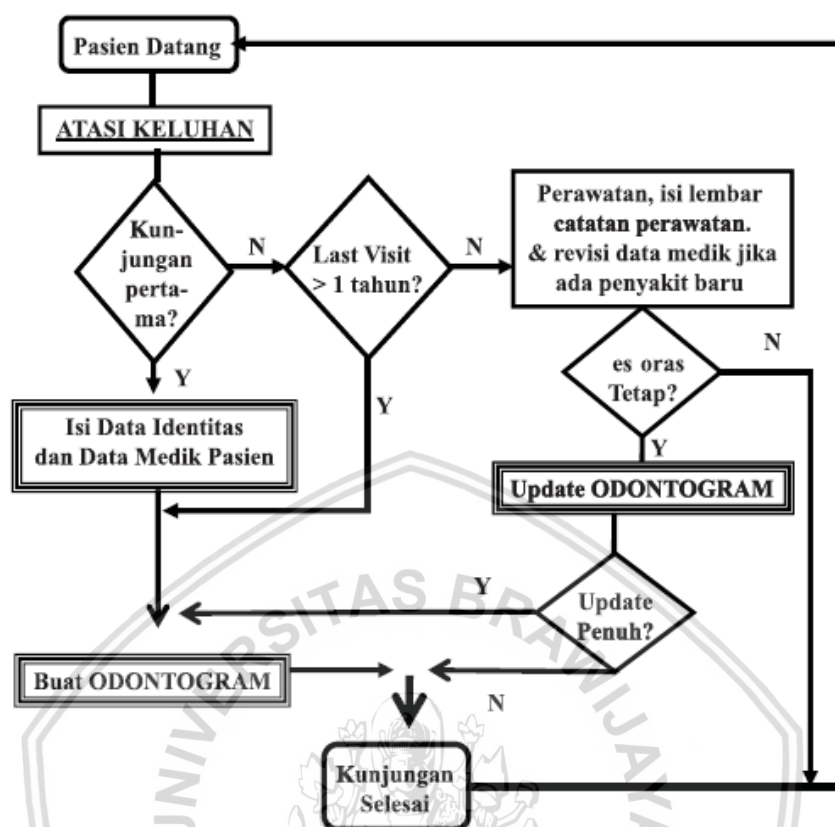 Pasien Datang
ATASI KELUHAN
Kun-
jungan
perta-
ma?
N
Last Visit
> 1 tahun?
N
Perawatan, isi lembar
catatan perawatan.
& revisi data medik jika
ada penyakit baru
N
es oras
Tetap?
Y
Y
Y
Isi Data Identitas
dan Data Medik Pasien
Update ODONTOGRAM
Y
Update
Penuh?
Buat ODONTOGRAM
N
Kunjungan
Selesai
UNIVERSITAS BRAWIJAYA